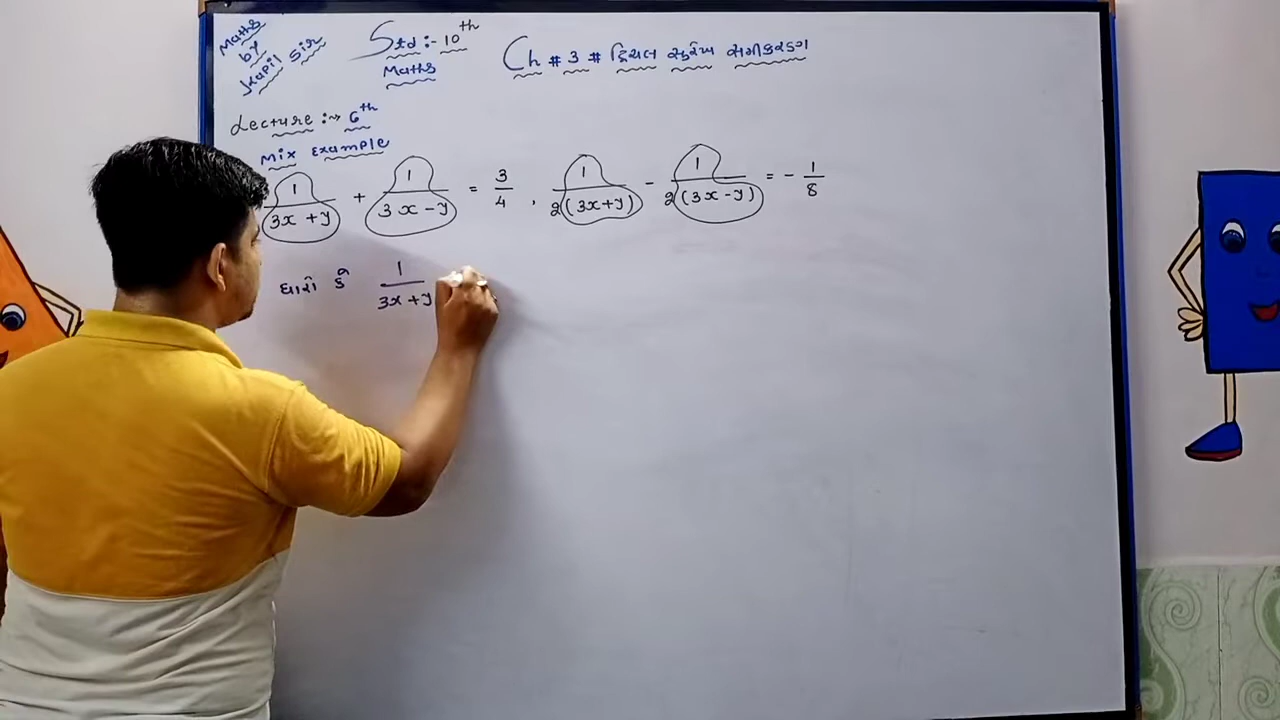 Maths by Kapil Sir
Std :- 10th
Maths
Ch # 3 # દ્વિચલ સુરેખ સમીકરણ
Lecture :→ 6th
Mix Example
1/(3x+y) + 1/(3x-y) = 3/4 , 1/2(3x+y) - 1/2(3x-y) = - 1/8
ધારો કે 1/(3x+y)